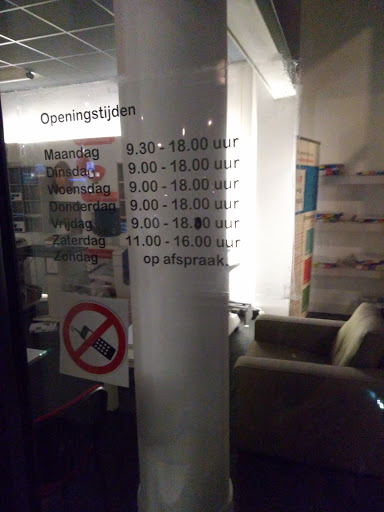 Openingstijden
Maandag 9.30 - 18.00 uur
Dinsdag 9.00 - 18.00 uur
Woensdag 9.00 - 18.00 uur
Donderdag 9.00 - 18.00 uur
Vrijdag 9.00 - 18.00 uur
Zaterdag 11.00 - 16.00 uur
Zondag op afspraak.